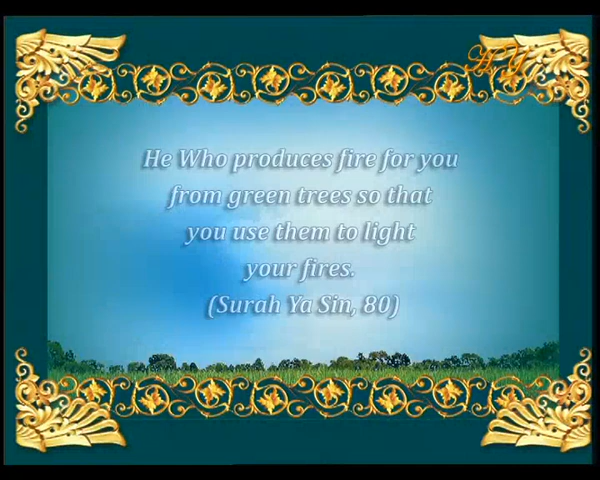 HY
He Who produces fire for you
from green trees so that
you use them to light
your fires.
(Surah Ya Sin, 80)